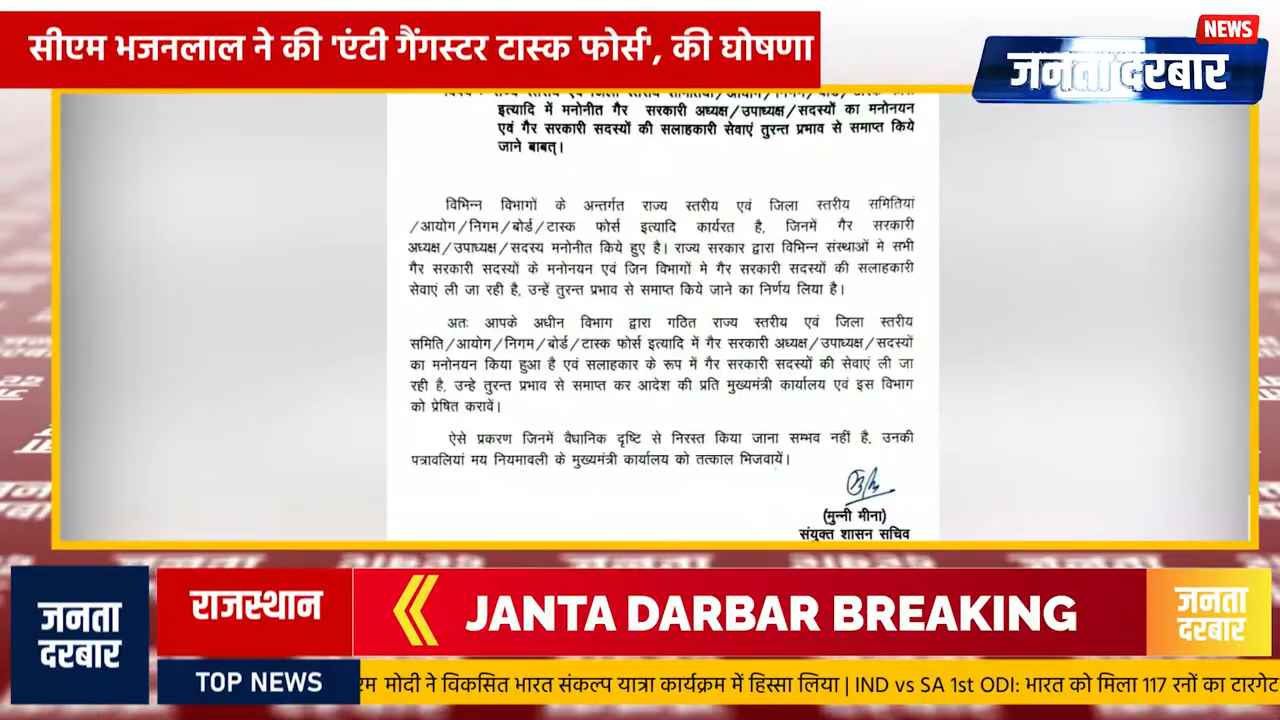 सीएम भजनलाल ने की 'एंटी गैंगस्टर टास्क फोर्स', की घोषणा
NEWS
जनता दरबार
इत्यादि में मनोनीत गैर सरकारी अध्यक्ष/उपाध्यक्ष/सदस्यों का मनोनयन
एवं गैर सरकारी सदस्यों की सलाहकारी सेवाएं तुरन्त प्रभाव से समाप्त किये
जाने बाबत्।
विभिन्न विभागों के अन्तर्गत राज्य स्तरीय एवं जिला स्तरीय समितियां
/आयोग/निगम/बोर्ड/टास्क फोर्स इत्यादि कार्यरत है, जिनमें गैर सरकारी
अध्यक्ष/उपाध्यक्ष/सदस्य मनोनीत किये हुए है। राज्य सरकार द्वारा विभिन्न संस्थाओं मे सभी
गैर सरकारी सदस्यों के मनोनयन एवं जिन विभागों मे गैर सरकारी सदस्यों की सलाहकारी
सेवाएं ली जा रही है, उन्हें तुरन्त प्रभाव से समाप्त किये जाने का निर्णय लिया है।
अतः आपके अधीन विभाग द्वारा गठित राज्य स्तरीय एवं जिला स्तरीय
समिति/आयोग/निगम/बोर्ड/टास्क फोर्स इत्यादि में गैर सरकारी अध्यक्ष/उपाध्यक्ष/सदस्यों
का मनोनयन किया हुआ है एवं सलाहकार के रूप में गैर सरकारी सदस्यों की सेवाएं ली जा
रही है, उन्हे तुरन्त प्रभाव से समाप्त कर आदेश की प्रति मुख्यमंत्री कार्यालय एवं इस विभाग
को प्रेषित करावें।
ऐसे प्रकरण जिनमें वैधानिक दृष्टि से निरस्त किया जाना सम्भव नहीं है, उनकी
पत्रावलियां मय नियमावली के मुख्यमंत्री कार्यालय को तत्काल भिजवायें।
(मुन्नी मीना)
संयुक्त शासन सचिव
जनता दरबार
राजस्थान
JANTA DARBAR BREAKING
जनता दरबार
TOP NEWS
मोदी ने विकसित भारत संकल्प यात्रा कार्यक्रम में हिस्सा लिया | IND vs SA 1st ODI: भारत को मिला 117 रनों का टारगेट